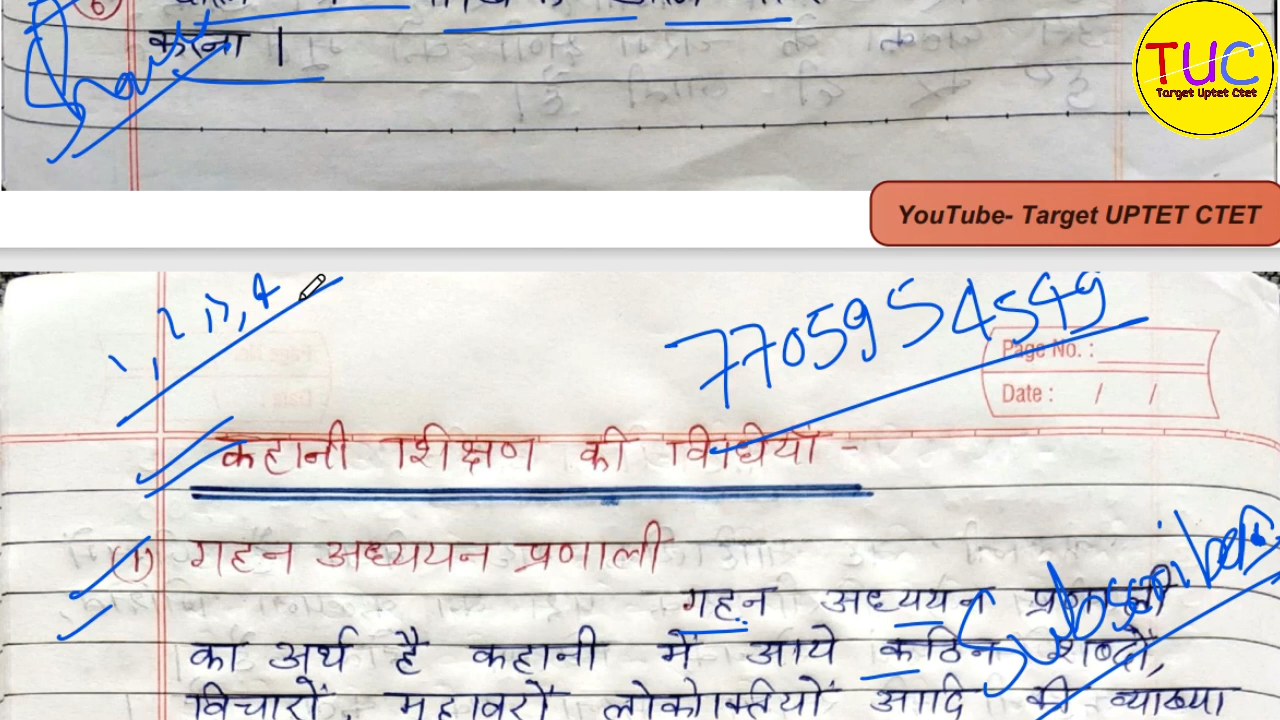 6
करना ।
TUC
Target Uptet Ctet
YouTube- Target UPTET CTET
1, 2 3, 4
7705954549
Page No. :
Date : / /
कहानी शिक्षण की विधियाँ -
(1) गहन अध्ययन प्रणाली
गहन अध्ययन प्रणाली
का अर्थ है कहानी में आये कठिन शब्दों,
विचारों, मुहावरों लोकोक्तियों आदि की व्याख्या